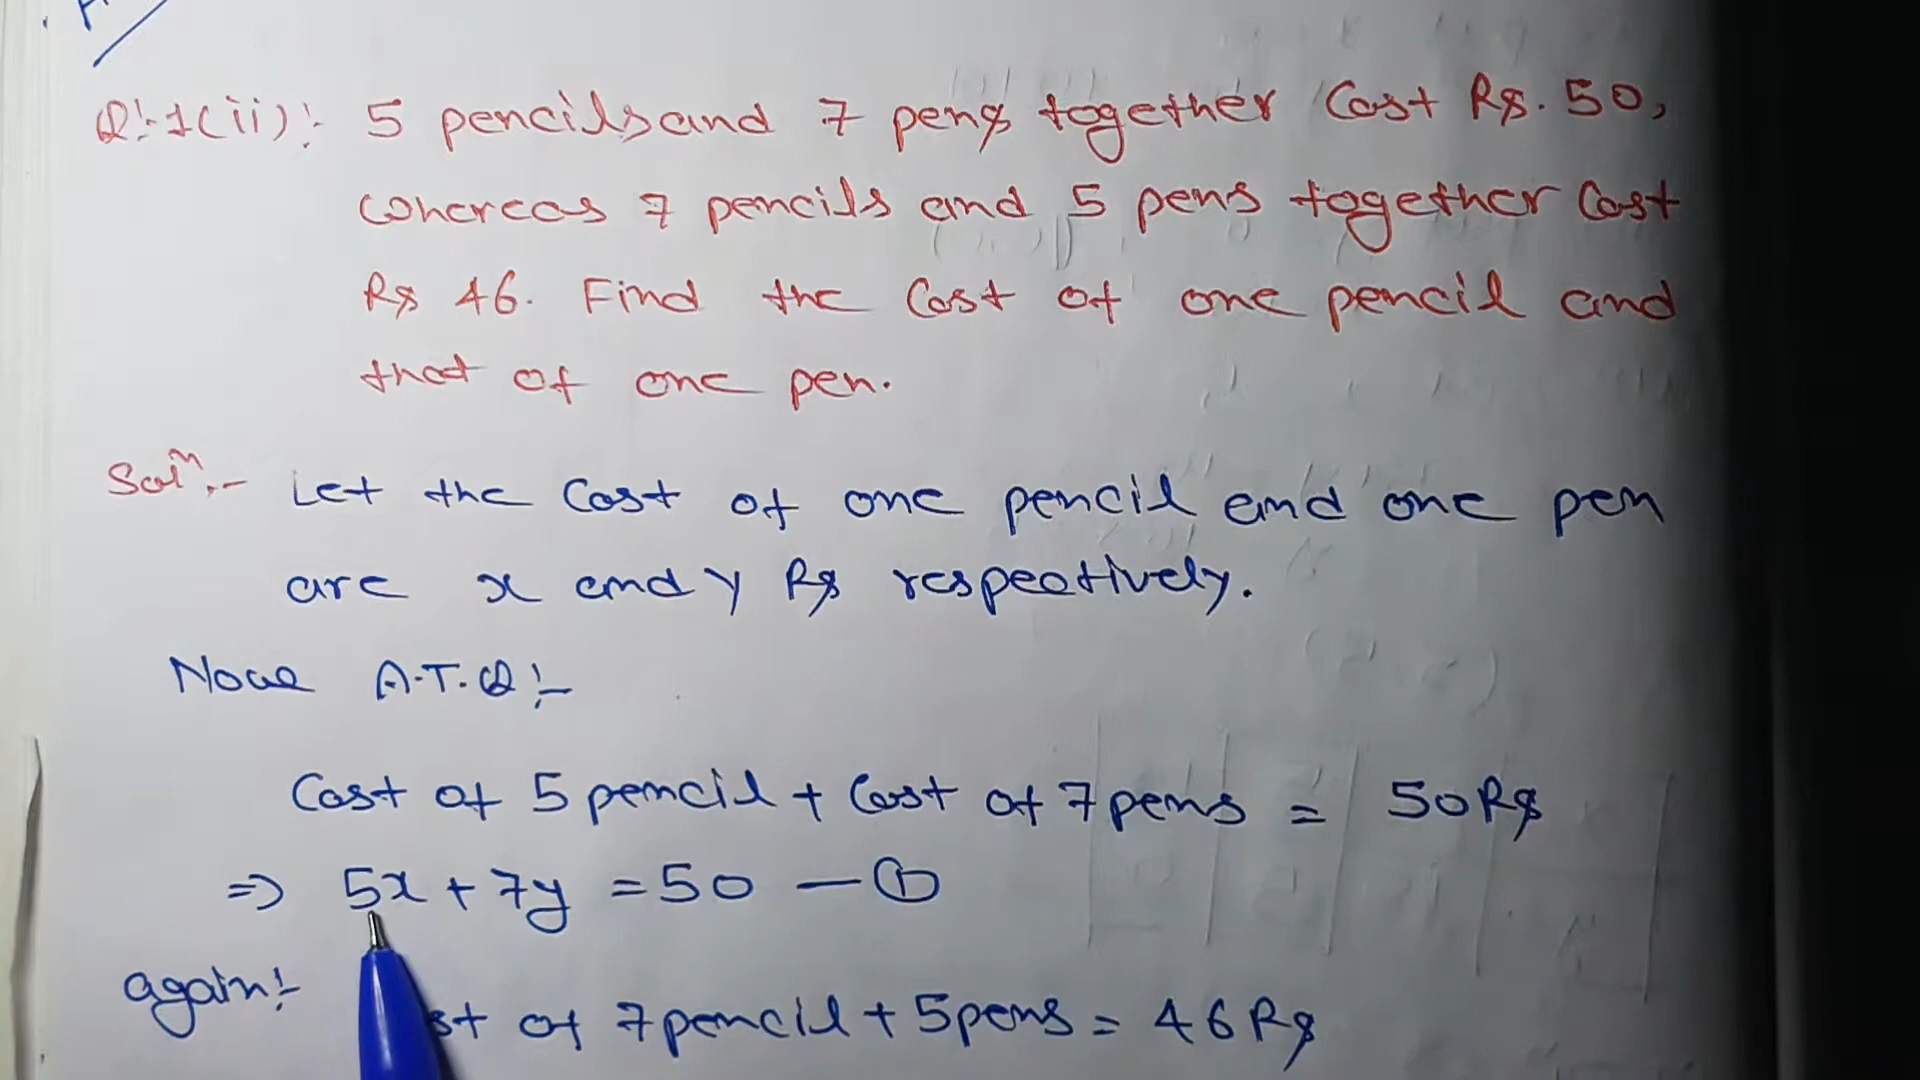 Q:-1(ii):- 5 pencils and 7 pens together Cost Rs. 50,
whereas 7 pencils and 5 pens together Cost
Rs 46. Find the Cost of one pencil and
that of one pen.
Solⁿ:- Let the Cost of one pencil and one pen
are x and y Rs respectively.
Now A.T.Q:-
Cost of 5 pencil + Cost of 7 pens = 50 Rs
=> 5x + 7y = 50 — ①
again:-
of 7 pencil + 5 pens = 46 Rs